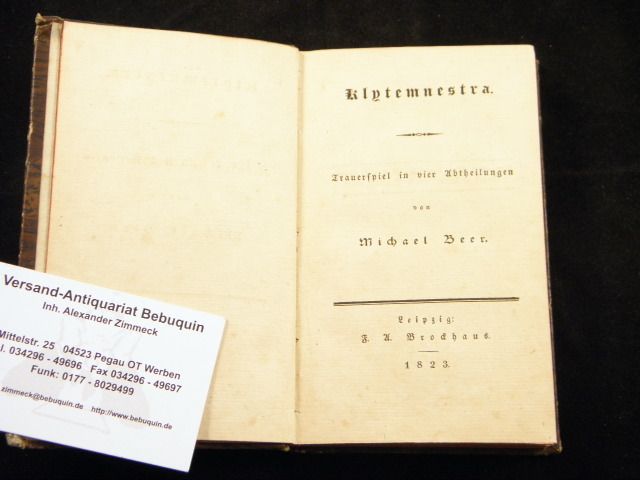 Klytemnestra.
Trauerspiel in vier Abtheilungen
von
Michael Beer.
Leipzig:
F. A. Brockhaus.
1823.
Versand-Antiquariat Bebuquin
Inh. Alexander Zimmeck
Mittelstr. 25 04523 Pegau OT Werben
l. 034296 - 49696 Fax 034296 - 49697
Funk: 0177 - 8029499
zimmeck@bebuquin.de http://www.bebuquin.de